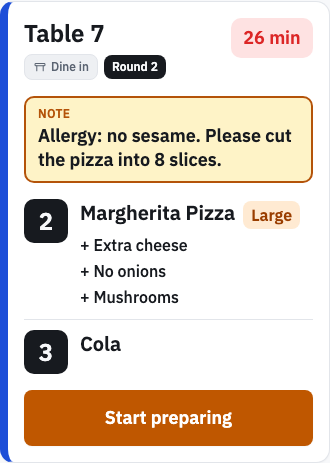 Table 7
26 min
Dine in
Round 2
NOTE
Allergy: no sesame. Please cut
the pizza into 8 slices.
2
Margherita Pizza
Large
+ Extra cheese
+ No onions
+ Mushrooms
3
Cola
Start preparing